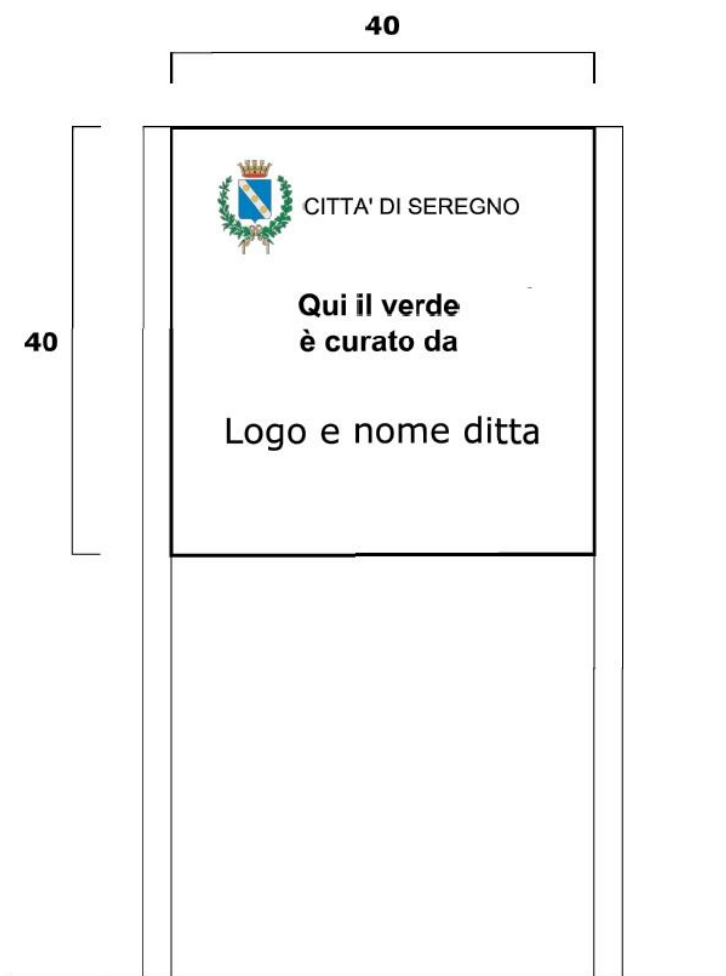 40
40
CITTA' DI SEREGNO
Qui il verde
è curato da
Logo e nome ditta